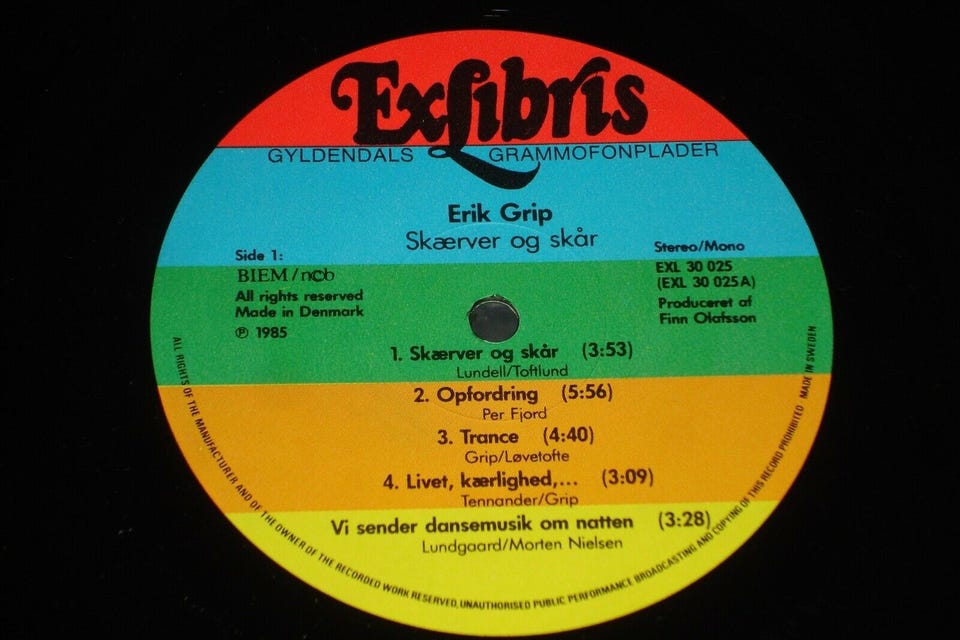 ExLibris
GYLDENDALS GRAMMOFONPLADER
Erik Grip
Skærver og skår
Side 1:
BIEM/ncb
All rights reserved
Made in Denmark
℗ 1985
Stereo/Mono
EXL 30 025
(EXL 30 025A)
Produceret af
Finn Olafsson
1. Skærver og skår (3:53)
Lundell/Toftlund
2. Opfordring (5:56)
Per Fjord
3. Trance (4:40)
Grip/Løvetofte
4. Livet, kærlighed,... (3:09)
Tennander/Grip
Vi sender dansemusik om natten (3:28)
Lundgaard/Morten Nielsen
ALL RIGHTS OF THE MANUFACTURER AND OF THE OWNER OF THE RECORDED WORK RESERVED, UNAUTHORISED PUBLIC PERFORMANCE BROADCASTING AND COPYING OF THIS RECORD PROHIBITED MADE IN SWEDEN